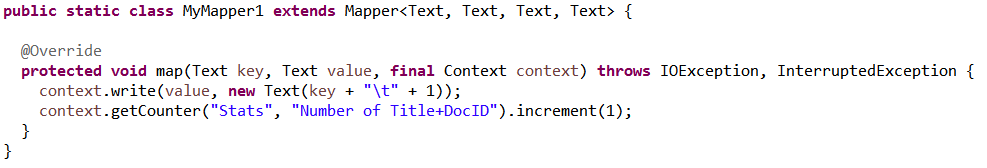 public static class MyMapper1 extends Mapper<Text, Text, Text, Text> {
@Override
protected void map(Text key, Text value, final Context context) throws IOException, InterruptedException {
context.write(value, new Text(key + "\t" + 1));
context.getCounter("Stats", "Number of Title+DocID").increment(1);
}
}